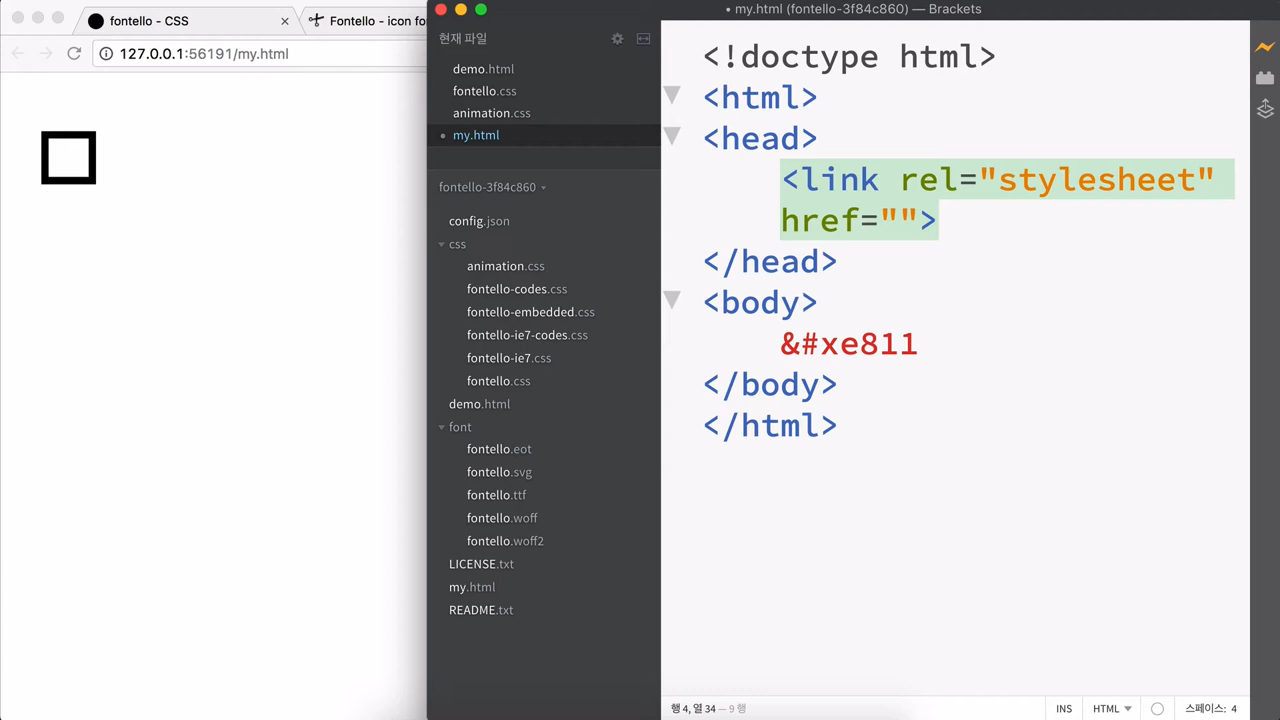 fontello - CSS
Fontello - icon fo
127.0.0.1:56191/my.html
• my.html (fontello-3f84c860) — Brackets
현재 파일
demo.html
fontello.css
animation.css
my.html
fontello-3f84c860
config.json
css
animation.css
fontello-codes.css
fontello-embedded.css
fontello-ie7-codes.css
fontello-ie7.css
fontello.css
demo.html
font
fontello.eot
fontello.svg
fontello.ttf
fontello.woff
fontello.woff2
LICENSE.txt
my.html
README.txt
<!doctype html>
<html>
<head>
<link rel="stylesheet"
href="">
</head>
<body>
&#xe811
</body>
</html>
행 4, 열 34 — 9 행
INS
HTML
스페이스: 4